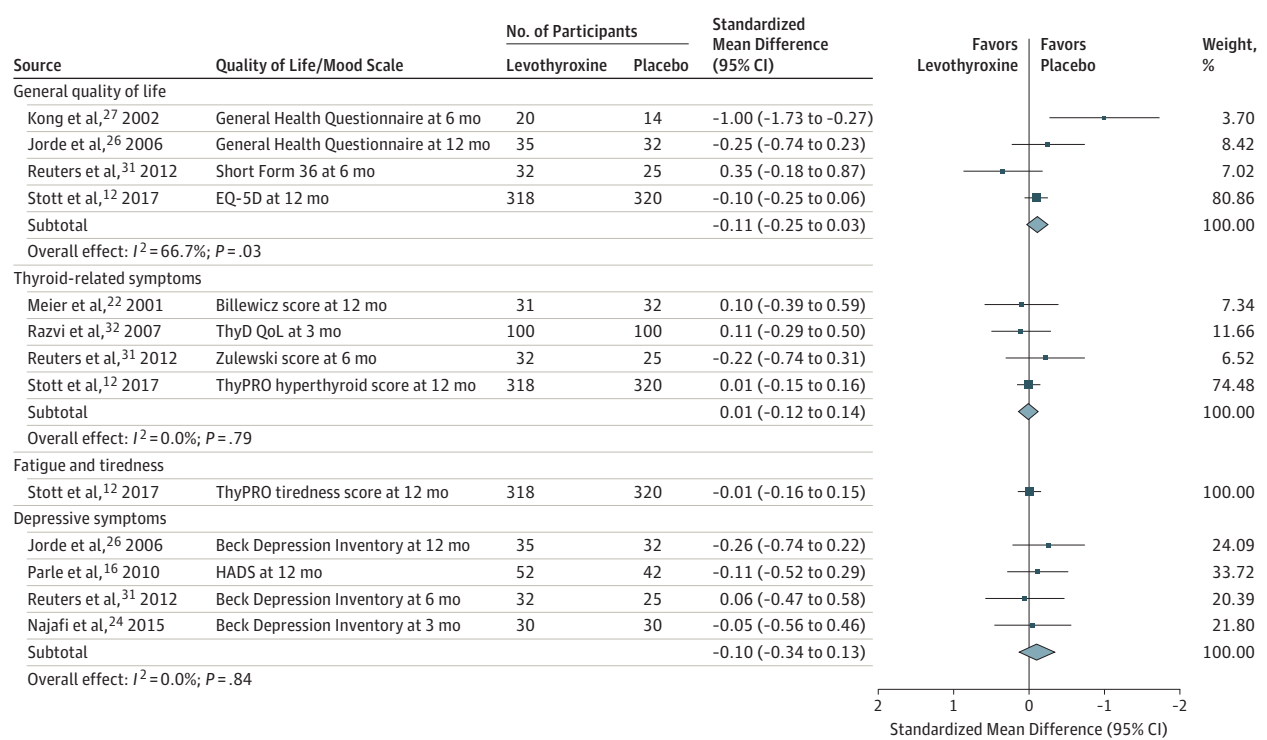 No. of Participants
Standardized
Mean Difference
(95% CI)
Favors
Levothyroxine
Favors
Placebo
Weight,
%
Source Quality of Life/Mood Scale Levothyroxine Placebo
General quality of life
Kong et al,27 2002 General Health Questionnaire at 6 mo 20 14 -1.00 (-1.73 to -0.27) 3.70
Jorde et al,26 2006 General Health Questionnaire at 12 mo 35 32 -0.25 (-0.74 to 0.23) 8.42
Reuters et al,31 2012 Short Form 36 at 6 mo 32 25 0.35 (-0.18 to 0.87) 7.02
Stott et al,12 2017 EQ-5D at 12 mo 318 320 -0.10 (-0.25 to 0.06) 80.86
Subtotal -0.11 (-0.25 to 0.03) 100.00
Overall effect: I2 = 66.7%; P = .03
Thyroid-related symptoms
Meier et al,22 2001 Billewicz score at 12 mo 31 32 0.10 (-0.39 to 0.59) 7.34
Razvi et al,32 2007 ThyD QoL at 3 mo 100 100 0.11 (-0.29 to 0.50) 11.66
Reuters et al,31 2012 Zulewski score at 6 mo 32 25 -0.22 (-0.74 to 0.31) 6.52
Stott et al,12 2017 ThyPRO hyperthyroid score at 12 mo 318 320 0.01 (-0.15 to 0.16) 74.48
Subtotal 0.01 (-0.12 to 0.14) 100.00
Overall effect: I2 = 0.0%; P = .79
Fatigue and tiredness
Stott et al,12 2017 ThyPRO tiredness score at 12 mo 318 320 -0.01 (-0.16 to 0.15) 100.00
Depressive symptoms
Jorde et al,26 2006 Beck Depression Inventory at 12 mo 35 32 -0.26 (-0.74 to 0.22) 24.09
Parle et al,16 2010 HADS at 12 mo 52 42 -0.11 (-0.52 to 0.29) 33.72
Reuters et al,31 2012 Beck Depression Inventory at 6 mo 32 25 0.06 (-0.47 to 0.58) 20.39
Najafi et al,24 2015 Beck Depression Inventory at 3 mo 30 30 -0.05 (-0.56 to 0.46) 21.80
Subtotal -0.10 (-0.34 to 0.13) 100.00
Overall effect: I2 = 0.0%; P = .84
2 1 0 -1 -2
Standardized Mean Difference (95% CI)